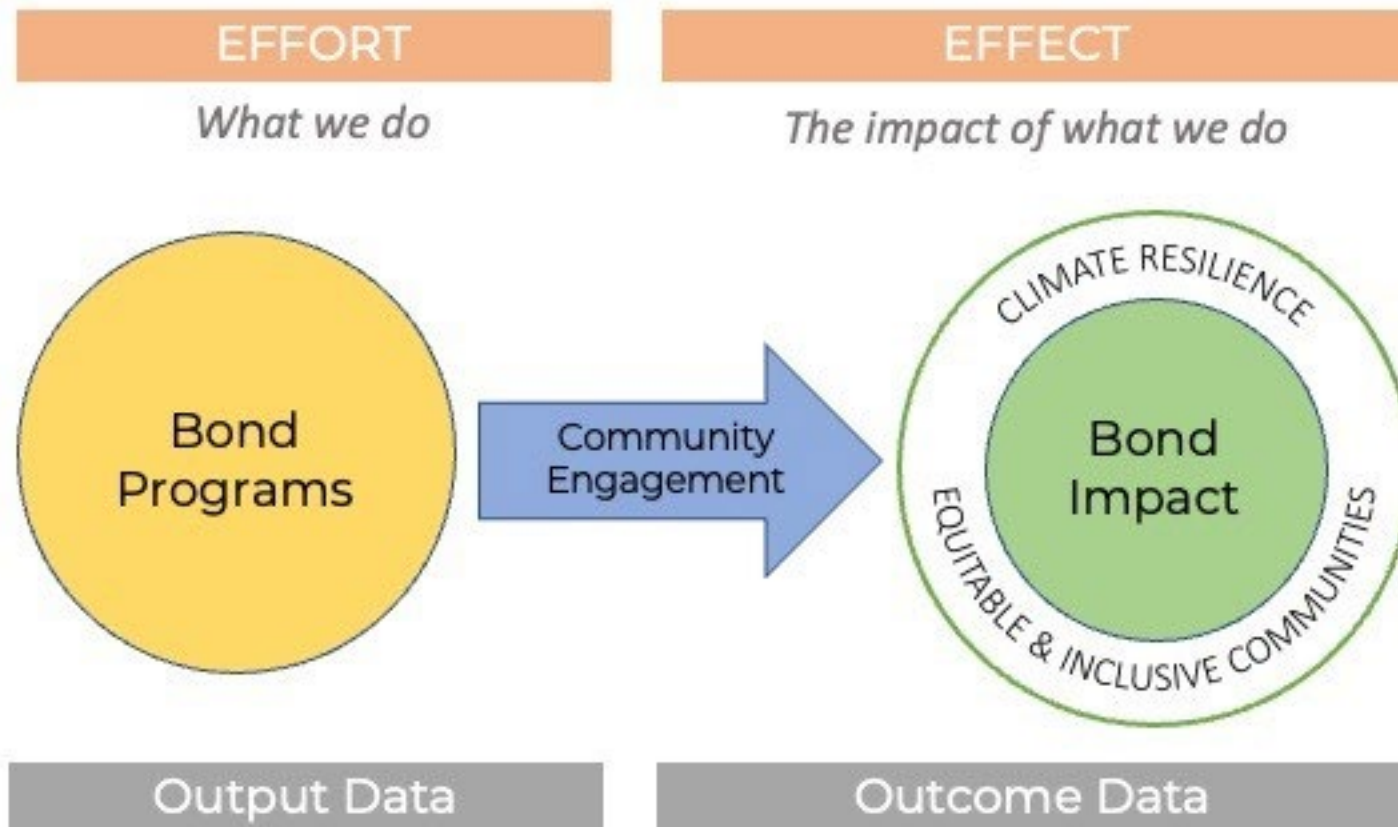 EFFORT
EFFECT
What we do
The impact of what we do
Bond
Programs
Community
Engagement
CLIMATE RESILIENCE
Bond
Impact
EQUITABLE & INCLUSIVE COMMUNITIES
Output Data
Outcome Data